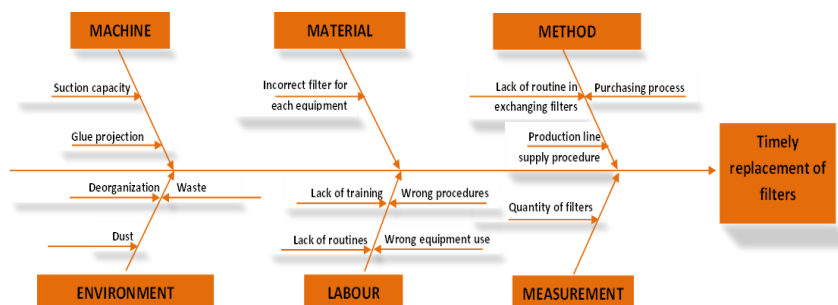 MACHINE
MATERIAL
METHOD
Suction capacity
Glue projection
Incorrect filter for
each equipment
Lack of routine in
exchanging filters
Purchasing process
Production line
supply procedure
Timely
replacement of
filters
Deorganization
Waste
Dust
Lack of training
Wrong procedures
Lack of routines
Wrong equipment use
Quantity of filters
ENVIRONMENT
LABOUR
MEASUREMENT